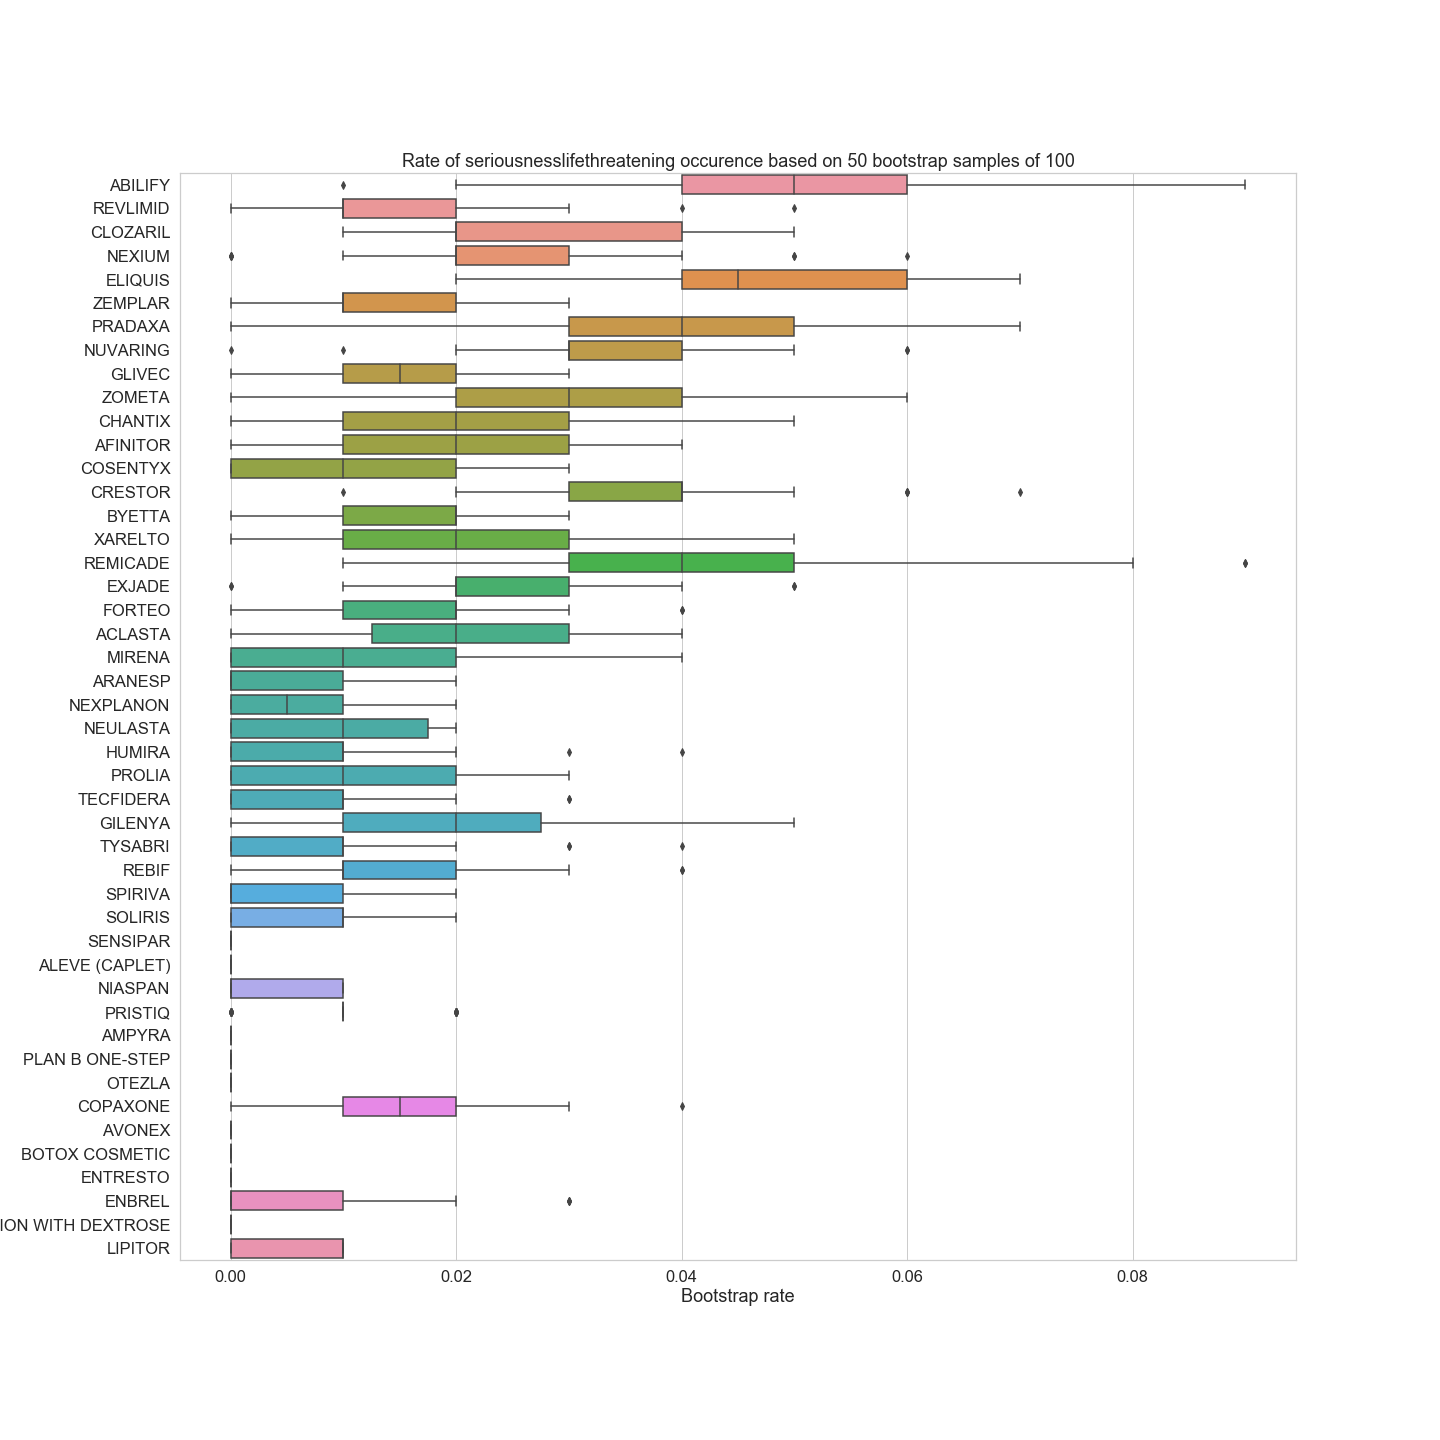 Rate of seriousnesslifethreatening occurence based on 50 bootstrap samples of 100
ABILIFY
REVLIMID
CLOZARIL
NEXIUM
ELIQUIS
ZEMPLAR
PRADAXA
NUVARING
GLIVEC
ZOMETA
CHANTIX
AFINITOR
COSENTYX
CRESTOR
BYETTA
XARELTO
REMICADE
EXJADE
FORTEO
ACLASTA
MIRENA
ARANESP
NEXPLANON
NEULASTA
HUMIRA
PROLIA
TECFIDERA
GILENYA
TYSABRI
REBIF
SPIRIVA
SOLIRIS
SENSIPAR
ALEVE (CAPLET)
NIASPAN
PRISTIQ
AMPYRA
PLAN B ONE-STEP
OTEZLA
COPAXONE
AVONEX
BOTOX COSMETIC
ENTRESTO
ENBREL
ION WITH DEXTROSE
LIPITOR
0.00 0.02 0.04 0.06 0.08
Bootstrap rate